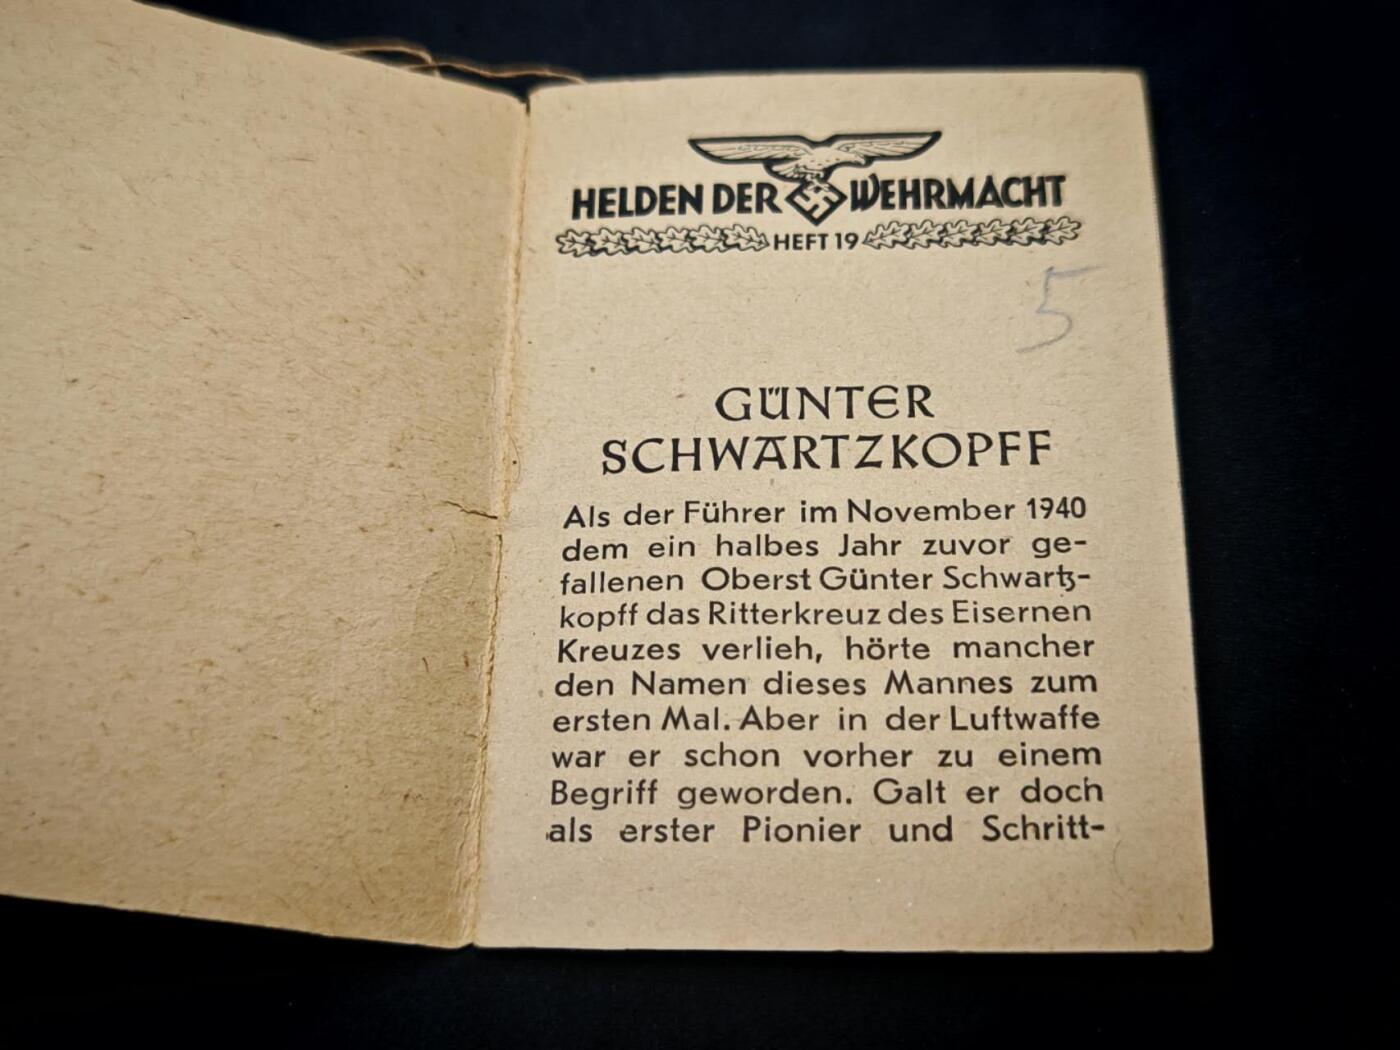 HELDEN DER WEHRMACHT
HEFT 19
5
GÜNTER
SCHWARTZKOPFF
Als der Führer im November 1940
dem ein halbes Jahr zuvor ge-
fallenen Oberst Günter Schwartz-
kopff das Ritterkreuz des Eisernen
Kreuzes verlieh, hörte mancher
den Namen dieses Mannes zum
ersten Mal. Aber in der Luftwaffe
war er schon vorher zu einem
Begriff geworden. Galt er doch
als erster Pionier und Schritt-